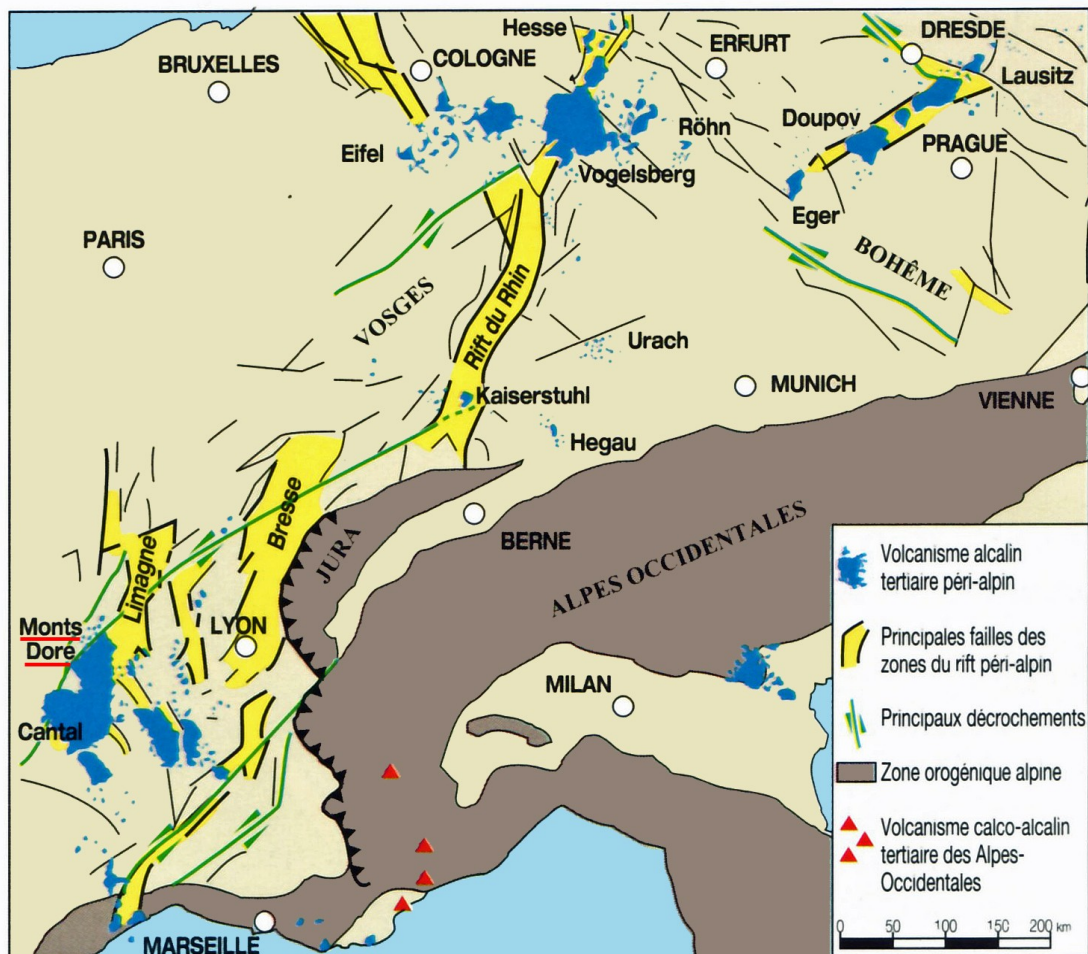 Hesse
DRESDE
COLOGNE
ERFURT
BRUXELLES
Lausitz
Doupov
Röhn
Eifel
PRAGUE
Vogelsberg
Eger
PARIS
BOHÊME
VOSGES
Rift du Rhin
Urach
MUNICH
Kaiserstuhl
VIENNE
Hegau
Bresse
BERNE
JURA
ALPES OCCIDENTALES
Limagne
Monts
Doré
LYON
MILAN
Cantal
MARSEILLE
Volcanisme alcalin
tertiaire péri-alpin
Principales failles des
zones du rift péri-alpin
Principaux décrochements
Zone orogénique alpine
Volcanisme calco-alcalin
tertiaire des Alpes-
Occidentales
0 50 100 150 200 km